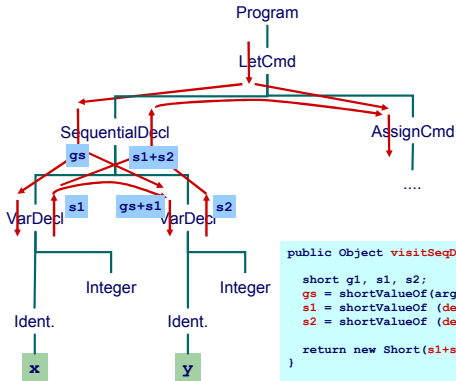 Program
LetCmd
SequentialDecl
AssignCmd
gs
s1+s2
....
VarDecl
s1
gs+s1
VarDecl
s2
Integer
Integer
Ident.
Ident.
x
y
public Object visitSeqD
short g1, s1, s2;
gs = shortValueOf(arg
s1 = shortValueOf (de
s2 = shortValueOf (de
return new Short(s1+s
}